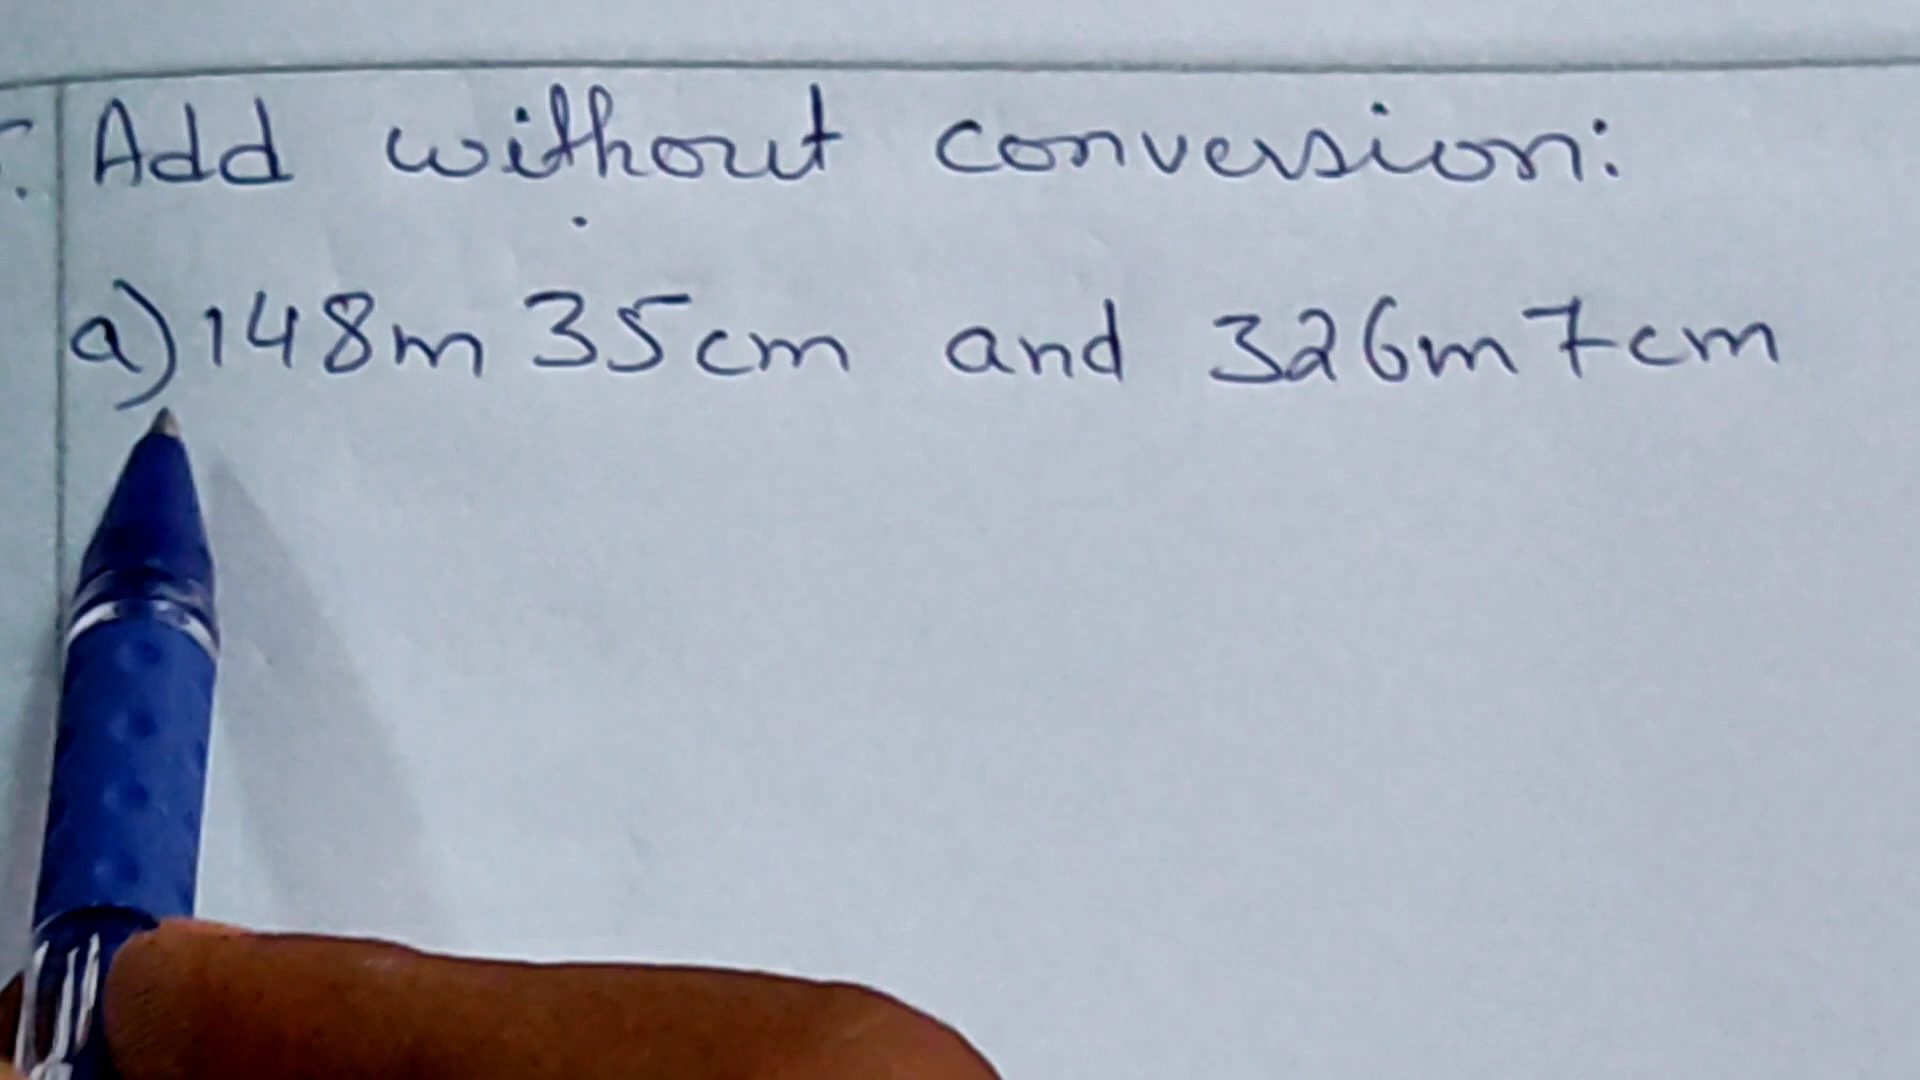 Add without conversion:
a) 148m 35cm and 326m 7cm